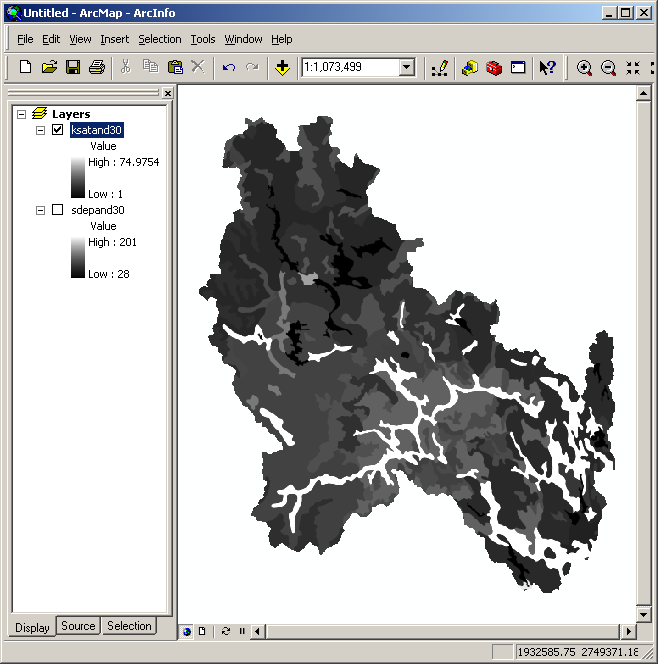 Untitled - ArcMap - ArcInfo
File Edit View Insert Selection Tools Window Help
1:1,073,499
Layers
ksatand30
Value
High : 74.9754
Low : 1
sdepand30
Value
High : 201
Low : 28
Display Source Selection
1932585.75 2749371.18